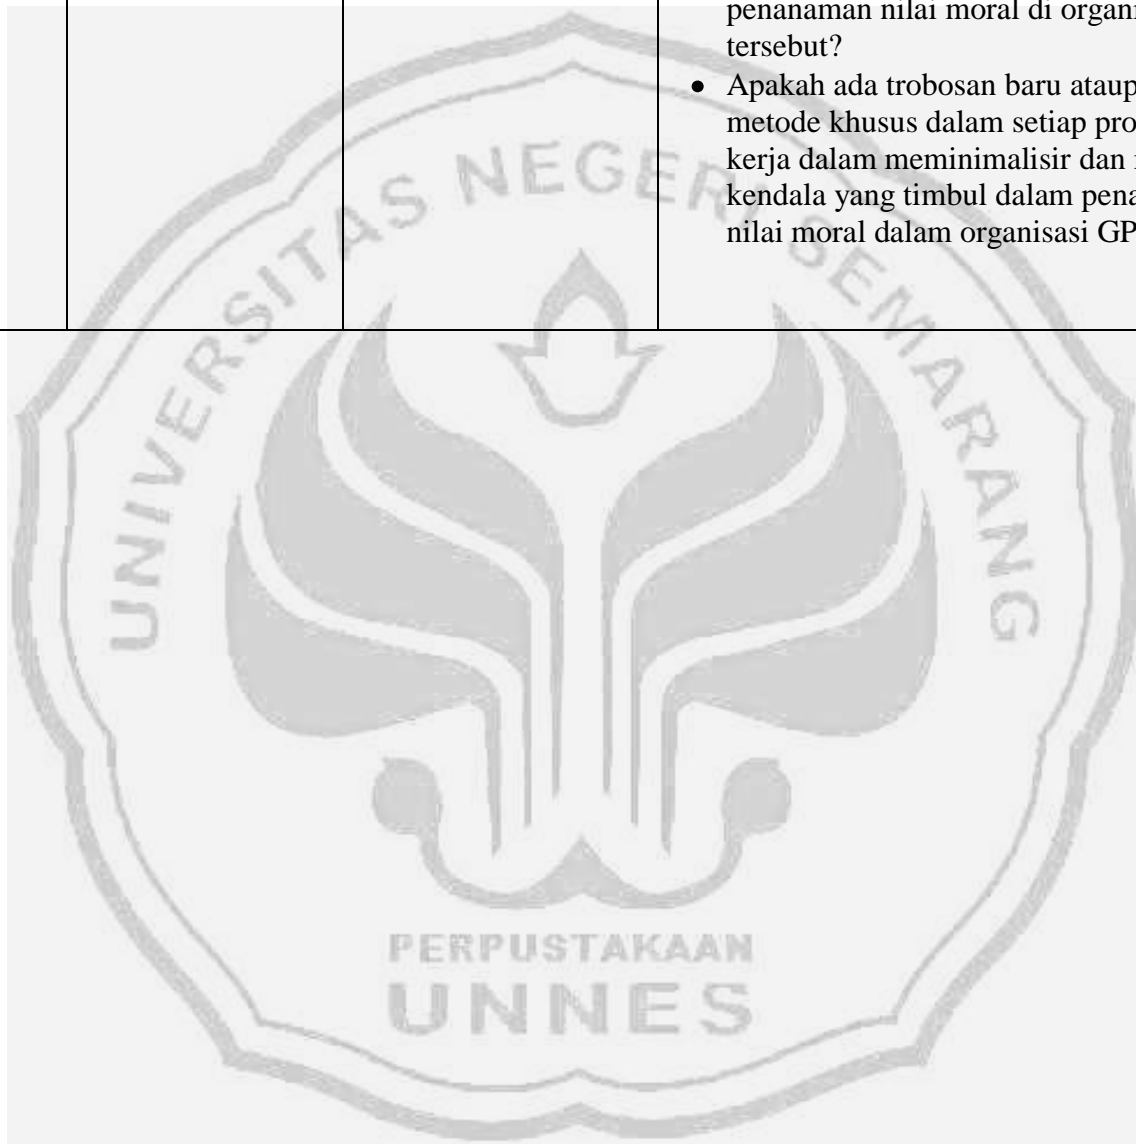 penanaman nilai moral di organi
tersebut?
• Apakah ada trobosan baru ataup
metode khusus dalam setiap pro
kerja dalam meminimalisir dan
kendala yang timbul dalam pena
nilai moral dalam organisasi GP
UNIVERSITAS NEGERI SEMARANG
PERPUSTAKAAN
UNNES